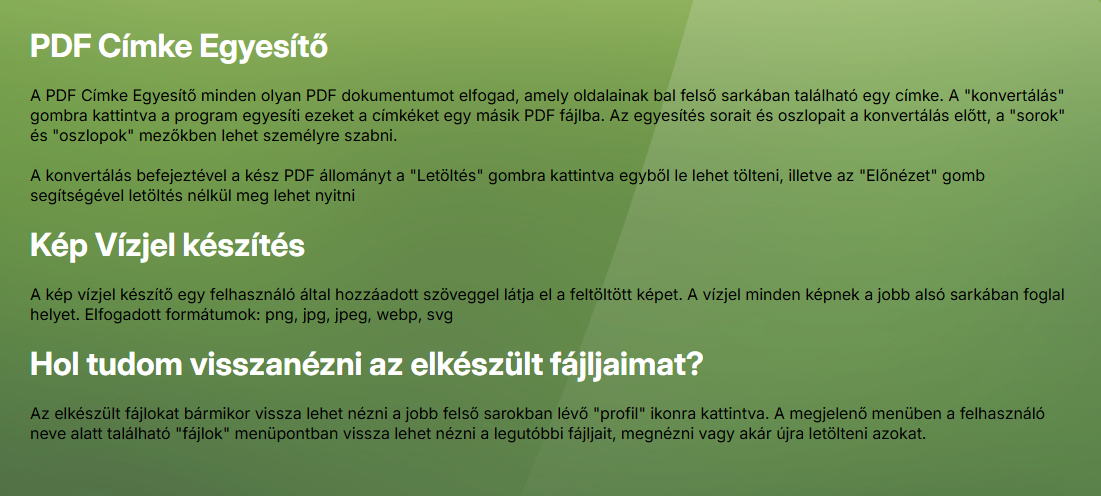 PDF Címke Egyesítő
A PDF Címke Egyesítő minden olyan PDF dokumentumot elfogad, amely oldalainak bal felső sarkában található egy címke. A "konvertálás"
gombra kattintva a program egyesíti ezeket a címkéket egy másik PDF fájlba. Az egyesítés sorait és oszlopait a konvertálás előtt, a "sorok"
és "oszlopok" mezőkben lehet személyre szabni.
A konvertálás befejeztével a kész PDF állományt a "Letöltés" gombra kattintva egyből le lehet tölteni, illetve az "Előnézet" gomb
segítségével letöltés nélkül meg lehet nyitni
Kép Vízjel készítés
A kép vízjel készítő egy felhasználó által hozzáadott szöveggel látja el a feltöltött képet. A vízjel minden képnek a jobb alsó sarkában foglal
helyet. Elfogadott formátumok: png, jpg, jpeg, webp, svg
Hol tudom visszanézni az elkészült fájljaimat?
Az elkészült fájlokat bármikor vissza lehet nézni a jobb felső sarokban lévő "profil" ikonra kattintva. A megjelenő menüben a felhasználó
neve alatt található "fájlok" menüpontban vissza lehet nézni a legutóbbi fájljait, megnézni vagy akár újra letölteni azokat.